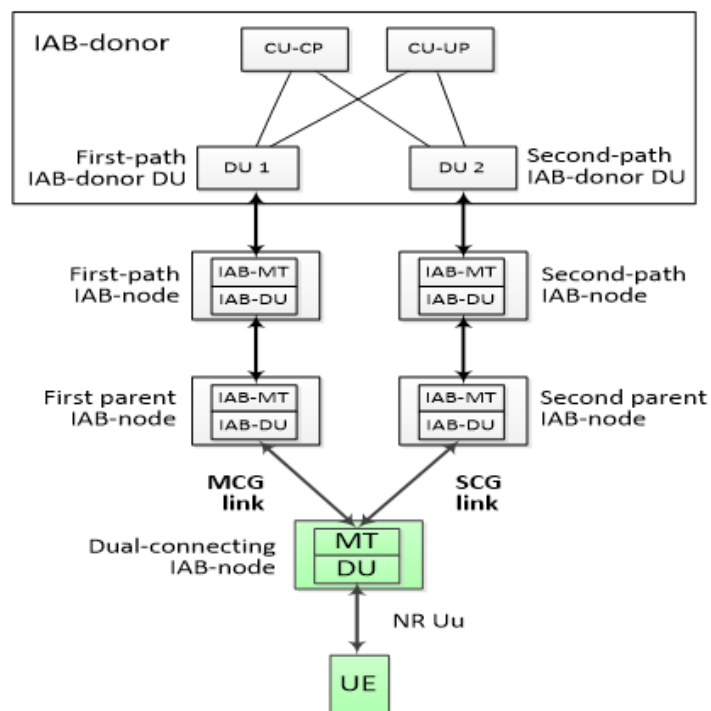 IAB-donor
CU-CP
CU-UP
First-path
IAB-donor DU
DU 1
DU 2
Second-path
IAB-donor DU
First-path
IAB-node
IAB-MT
IAB-DU
IAB-MT
IAB-DU
Second-path
IAB-node
First parent
IAB-node
IAB-MT
IAB-DU
IAB-MT
IAB-DU
Second parent
IAB-node
MCG
link
SCG
link
Dual-connecting
IAB-node
MT
DU
NR Uu
UE